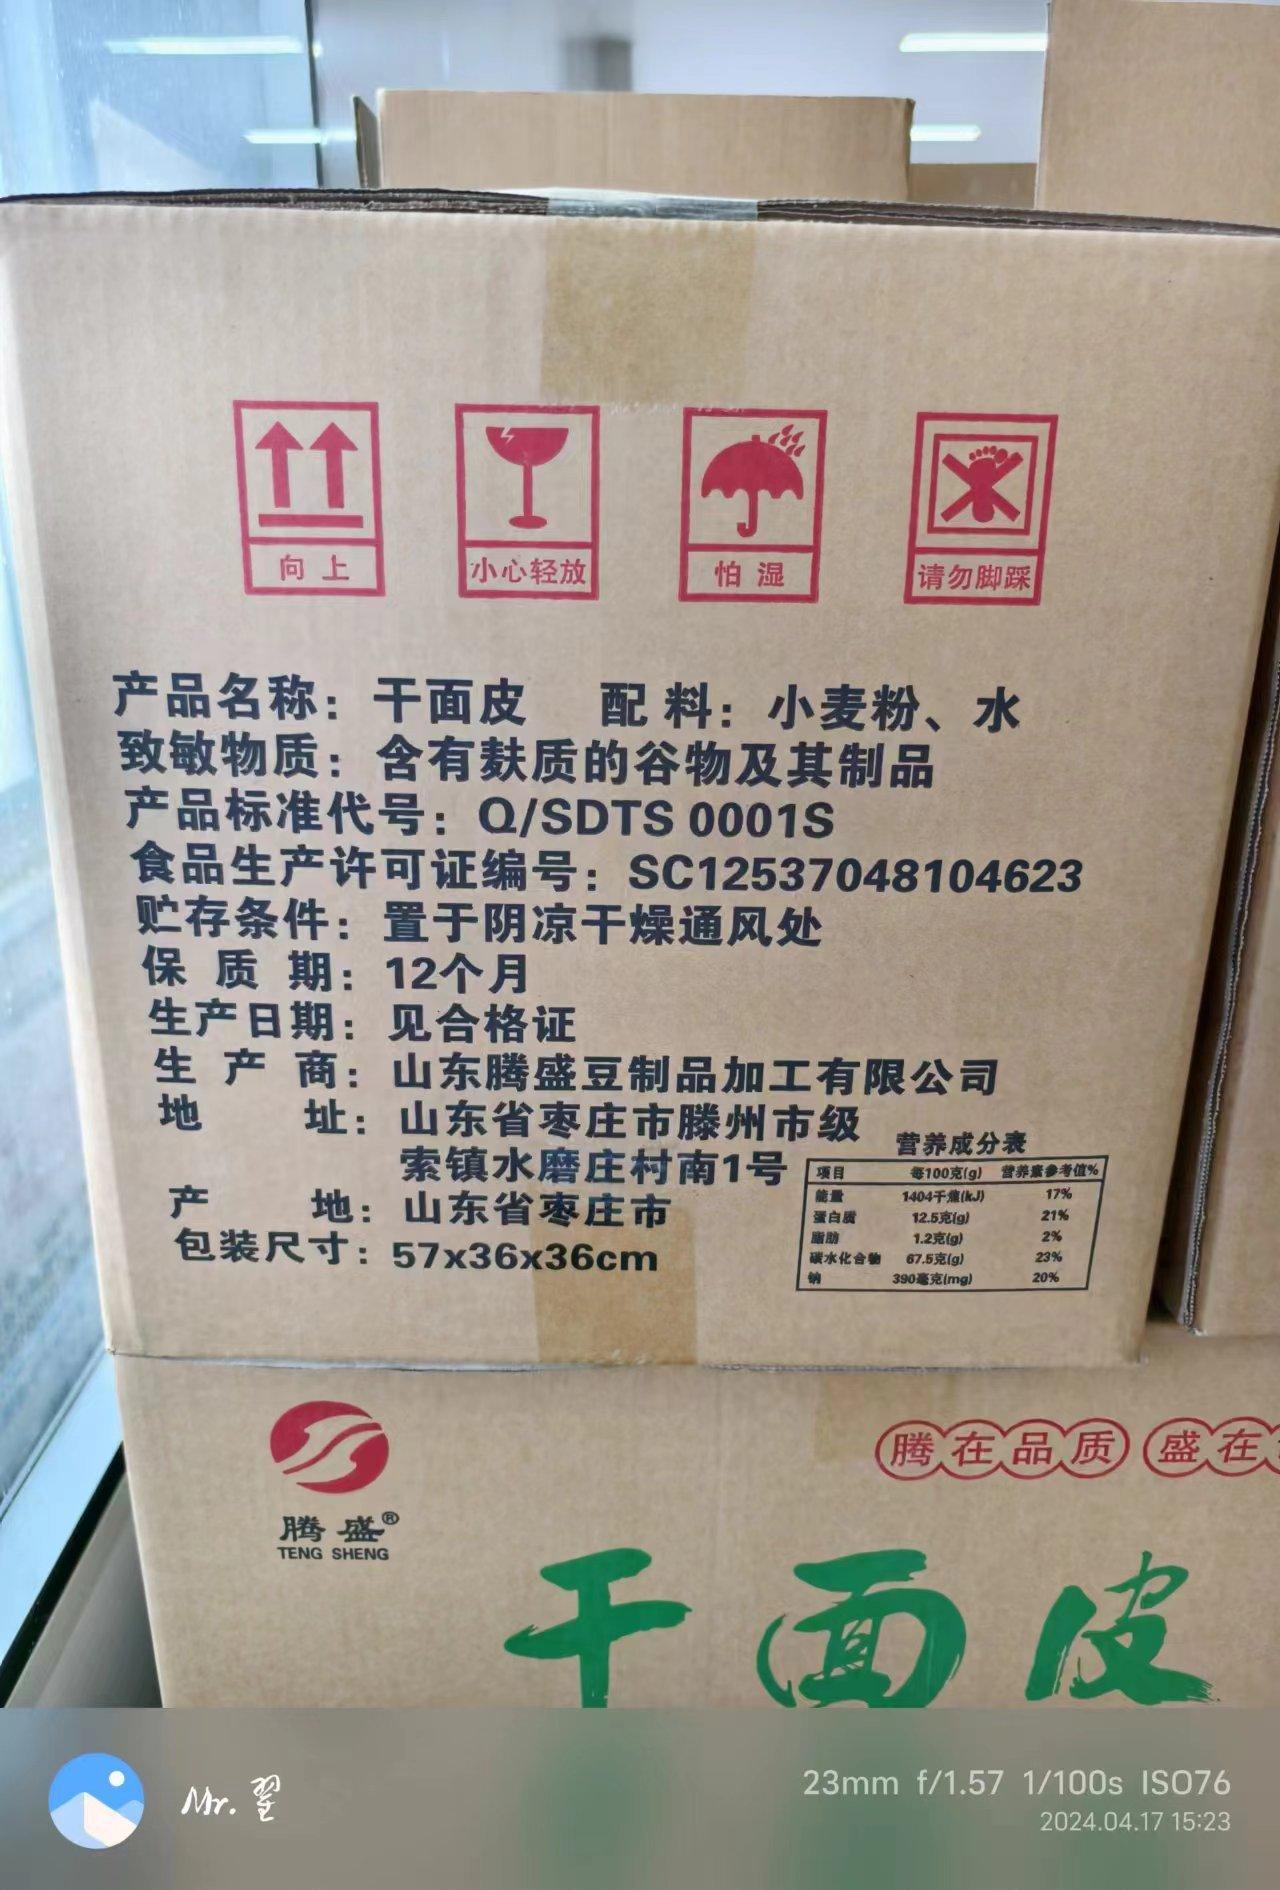 向上
小心轻放
怕湿
请勿脚踩
产品名称：干面皮 配料：小麦粉、水
致敏物质：含有麸质的谷物及其制品
产品标准代号：Q/SDTS 0001S
食品生产许可证编号：SC12537048104623
贮存条件：置于阴凉干燥通风处
保质期：12个月
生产日期：见合格证
生产商：山东腾盛豆制品加工有限公司
地址：山东省枣庄市滕州市级
索镇水磨庄村南1号
产地：山东省枣庄市
包装尺寸：57x36x36cm
营养成分表
项目 每100克(g) 营养素参考值%
能量 1404千焦(kJ) 17%
蛋白质 12.5克(g) 21%
脂肪 1.2克(g) 2%
碳水化合物 67.5克(g) 23%
钠 390毫克(mg) 20%
腾在品质 盛在
腾盛®
TENG SHENG
干面皮
Mr.翟
23mm f/1.57 1/100s ISO76
2024.04.17 15:23